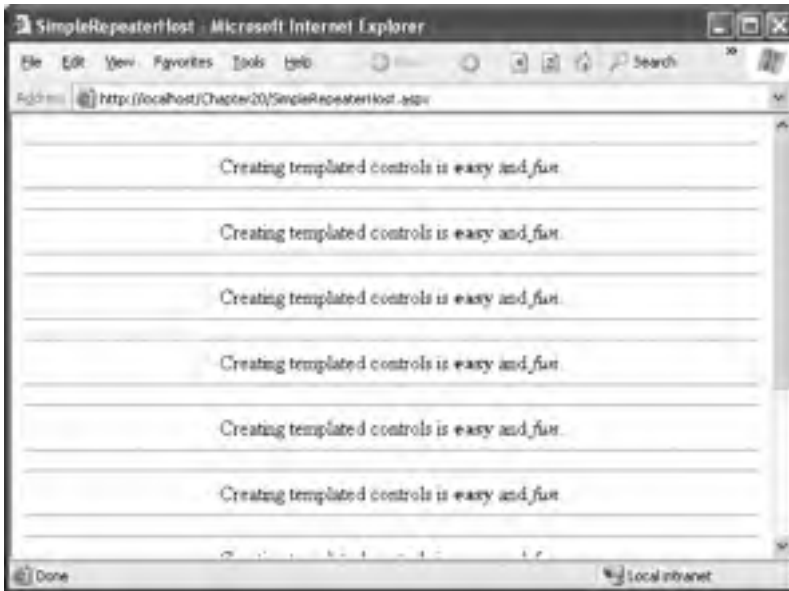 SimpleRepeaterHost - Microsoft Internet Explorer
File Edit View Favorites Tools Help Search »
Address http://localhost/Chapter20/SimpleRepeaterHost.aspx
Creating templated controls is easy and fun.
Creating templated controls is easy and fun.
Creating templated controls is easy and fun.
Creating templated controls is easy and fun.
Creating templated controls is easy and fun.
Creating templated controls is easy and fun.
Done Local intranet